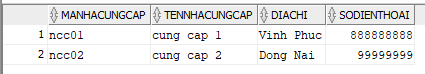 MANHACUNGCAP TENNHACUNGCAP DIACHI SODIENTHOAI
1 ncc01 cung cap 1 Vinh Phuc 888888888
2 ncc02 cung cap 2 Dong Nai 99999999